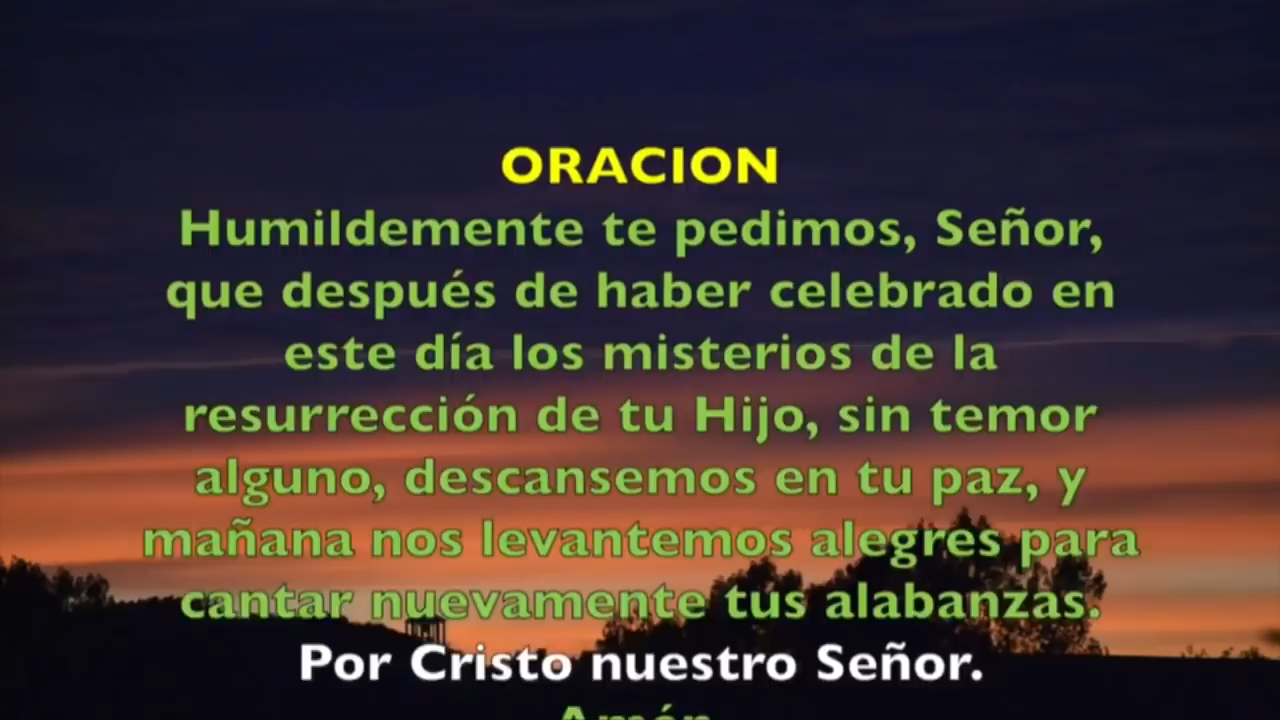 ORACION
Humildemente te pedimos, Señor,
que después de haber celebrado en
este día los misterios de la
resurrección de tu Hijo, sin temor
alguno, descansemos en tu paz, y
mañana nos levantemos alegres para
cantar nuevamente tus alabanzas.
Por Cristo nuestro Señor.
Amén